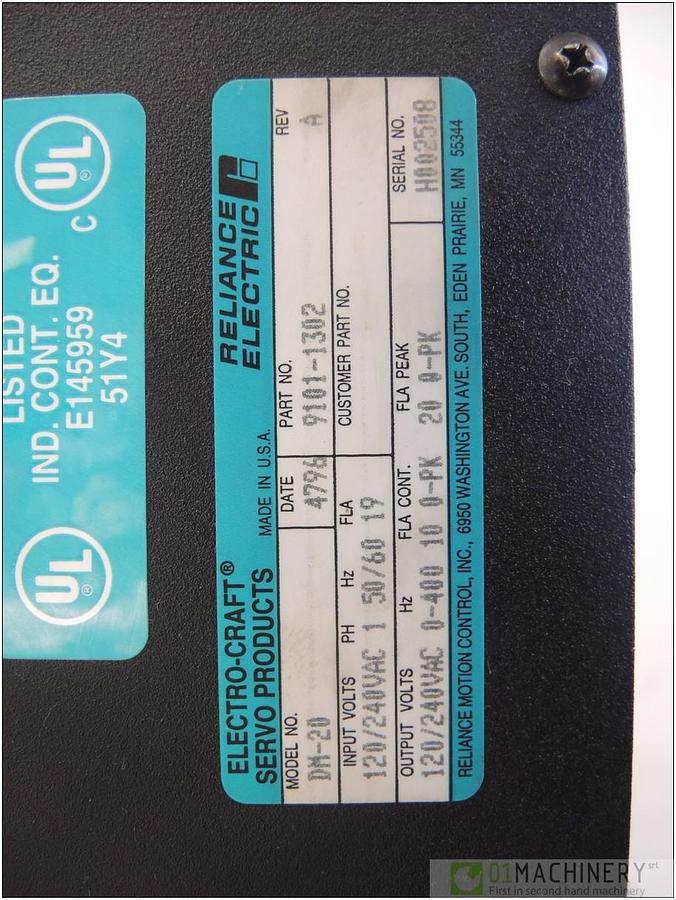 LISTED
IND. CONT. EQ.
E145959
51Y4
UL
®
C
UL
®
ELECTRO-CRAFT®
SERVO PRODUCTS
MADE IN U.S.A.
RELIANCE
ELECTRIC
MODEL NO. DATE PART NO. REV
DM-20 4796 9101-1302 A
INPUT VOLTS PH Hz FLA CUSTOMER PART NO.
120/240VAC 1 50/60 19
OUTPUT VOLTS Hz FLA CONT. FLA PEAK SERIAL NO.
120/240VAC 0-400 10 0-PK 20 0-PK H002508
RELIANCE MOTION CONTROL, INC., 6950 WASHINGTON AVE. SOUTH, EDEN PRAIRIE, MN 55344
01MACHINERY srl
First in second hand machinery